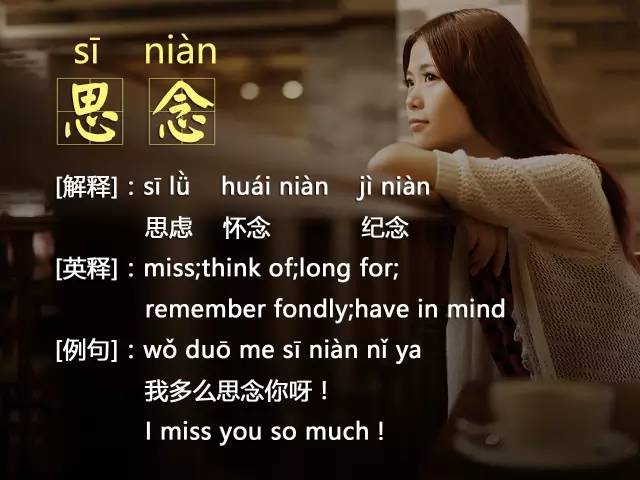 sī niàn
思念
[解释]：sī lǜ huái niàn jì niàn
思虑 怀念 纪念
[英释]：miss;think of;long for;
remember fondly;have in mind
[例句]：wǒ duō me sī niàn nǐ ya
我多么思念你呀！
I miss you so much！